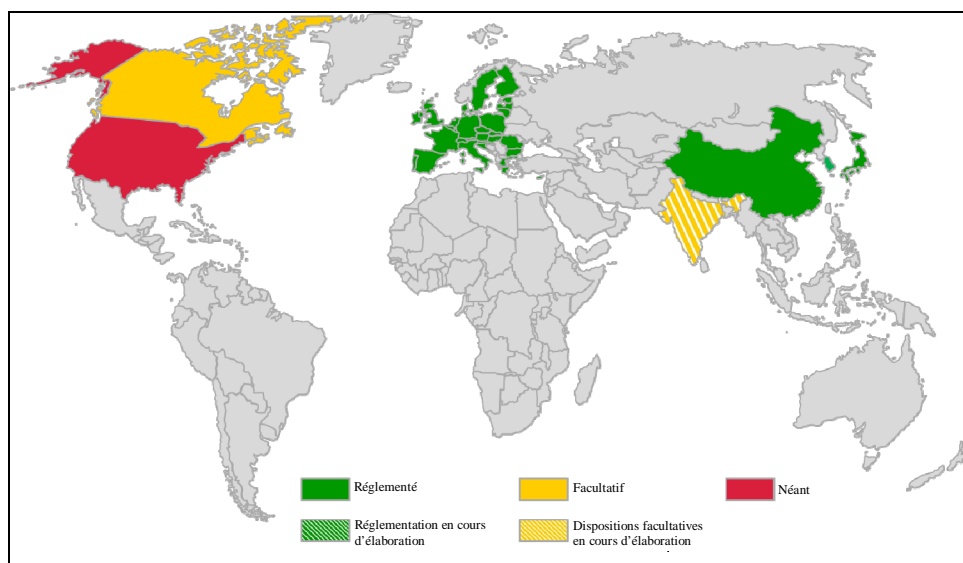 Réglementé
Facultatif
Néant
Réglementation en cours
d’élaboration
Dispositions facultatives
en cours d’élaboration